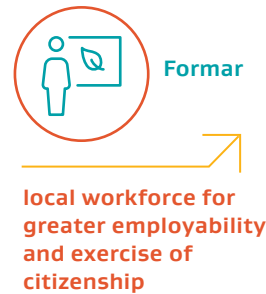 Formar
local workforce for
greater employability
and exercise of
citizenship